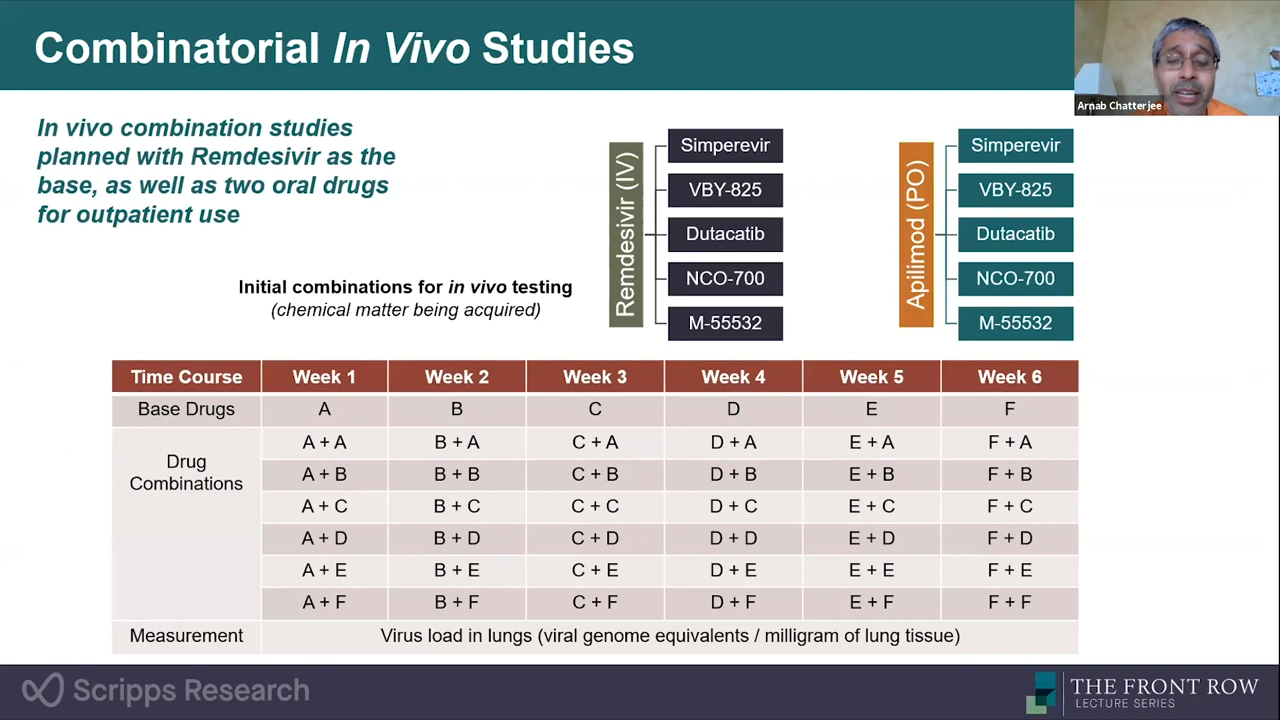 Combinatorial In Vivo Studies
Arnab Chatterjee
In vivo combination studies
planned with Remdesivir as the
base, as well as two oral drugs
for outpatient use
Initial combinations for in vivo testing
(chemical matter being acquired)
Remdesivir (IV)
Simperevir
VBY-825
Dutacatib
NCO-700
M-55532
Apilimod (PO)
Simperevir
VBY-825
Dutacatib
NCO-700
M-55532
Time Course Week 1 Week 2 Week 3 Week 4 Week 5 Week 6
Base Drugs A B C D E F
Drug
Combinations
A + A B + A C + A D + A E + A F + A
A + B B + B C + B D + B E + B F + B
A + C B + C C + C D + C E + C F + C
A + D B + D C + D D + D E + D F + D
A + E B + E C + E D + E E + E F + E
A + F B + F C + F D + F E + F F + F
Measurement Virus load in lungs (viral genome equivalents / milligram of lung tissue)
Scripps Research
THE FRONT ROW
LECTURE SERIES